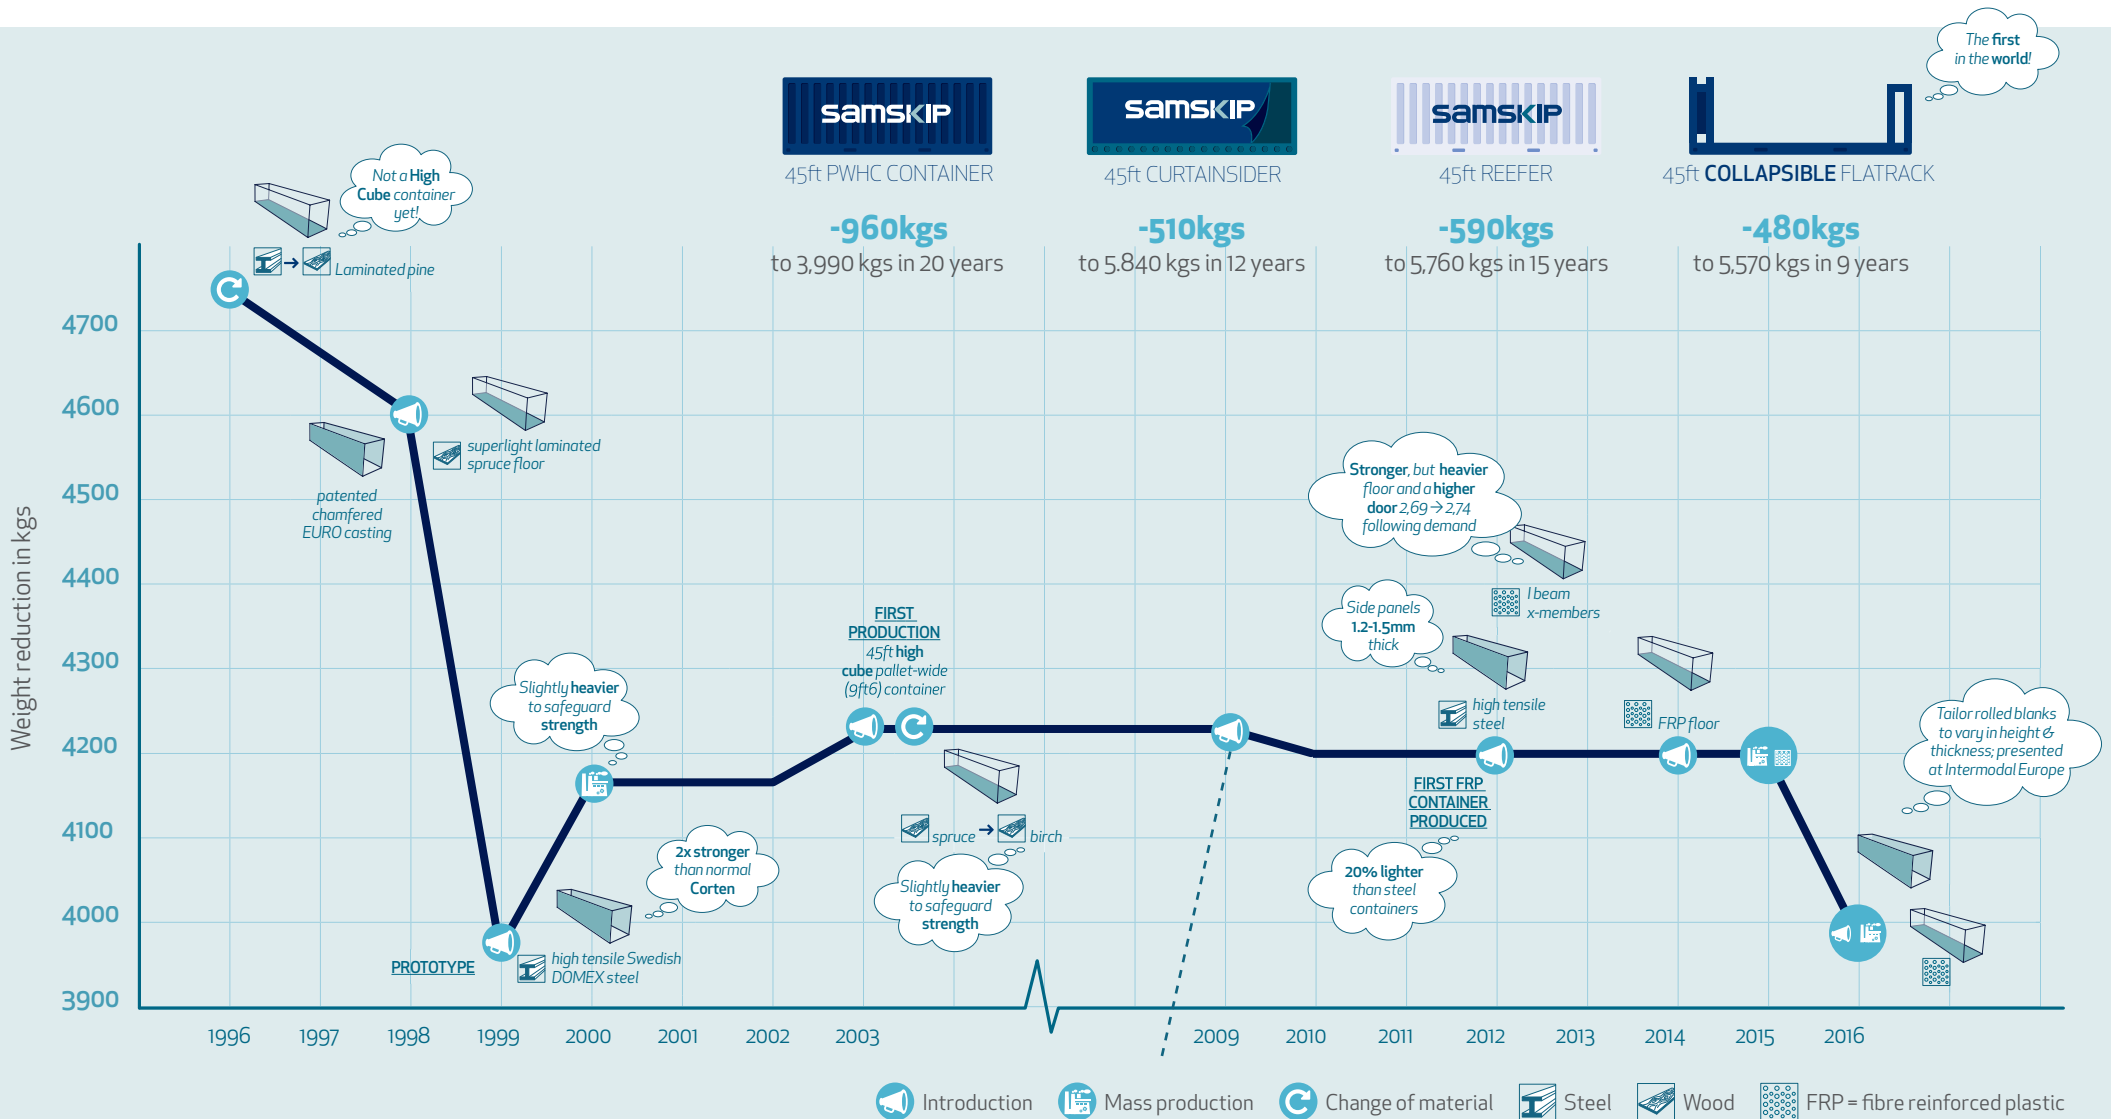 The first
in the world!
SAMSKIP
SAMSKIP
SAMSKIP
45ft PWHC CONTAINER
45ft CURTAINSIDER
45ft REEFER
45ft COLLAPSIBLE FLATRACK
-960kgs
to 3,990 kgs in 20 years
-510kgs
to 5.840 kgs in 12 years
-590kgs
to 5,760 kgs in 15 years
-480kgs
to 5,570 kgs in 9 years
Not a High
Cube container
yet!
Laminated pine
Weight reduction in kgs
4700
4600
4500
4400
4300
4200
4100
4000
3900
superlight laminated
spruce floor
patented
chamfered
EURO casting
Slightly heavier
to safeguard
strength
PROTOTYPE
high tensile Swedish
DOMEX steel
2x stronger
than normal
Corten
FIRST
PRODUCTION
45ft high
cube pallet-wide
(9ft6) container
spruce → birch
Slightly heavier
to safeguard
strength
Stronger, but heavier
floor and a higher
door 2,69 → 2,74
following demand
I beam
x-members
Side panels
1.2-1.5mm
thick
high tensile
steel
FIRST FRP
CONTAINER
PRODUCED
20% lighter
than steel
containers
FRP floor
Tailor rolled blanks
to vary in height &
thickness; presented
at Intermodal Europe
1996 1997 1998 1999 2000 2001 2002 2003 2009 2010 2011 2012 2013 2014 2015 2016
Introduction Mass production Change of material Steel Wood FRP = fibre reinforced plastic